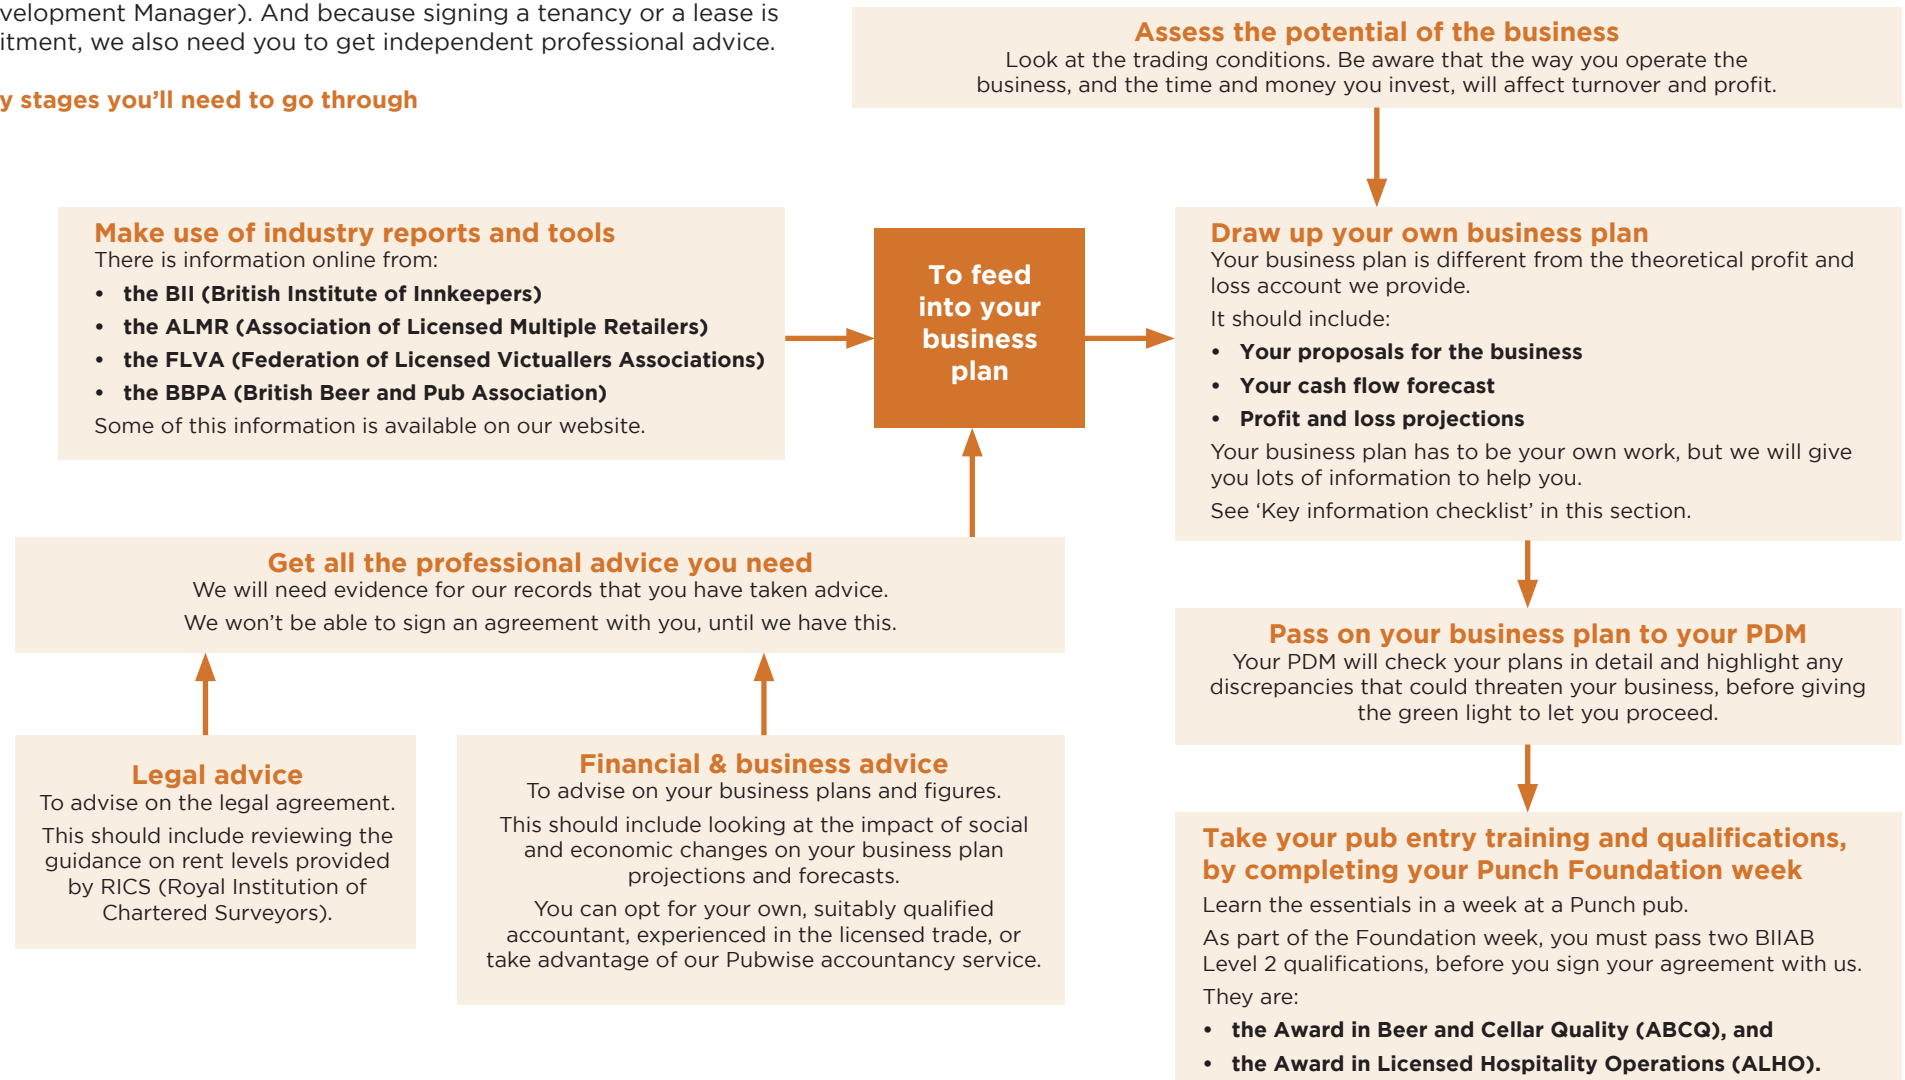 velopment Manager). And because signing a tenancy or a lease is
itment, we also need you to get independent professional advice.
y stages you'll need to go through
Assess the potential of the business
Look at the trading conditions. Be aware that the way you operate the
business, and the time and money you invest, will affect turnover and profit.
Make use of industry reports and tools
There is information online from:
• the BII (British Institute of Innkeepers)
• the ALMR (Association of Licensed Multiple Retailers)
• the FLVA (Federation of Licensed Victuallers Associations)
• the BBPA (British Beer and Pub Association)
Some of this information is available on our website.
To feed
into your
business
plan
Draw up your own business plan
Your business plan is different from the theoretical profit and
loss account we provide.
It should include:
• Your proposals for the business
• Your cash flow forecast
• Profit and loss projections
Your business plan has to be your own work, but we will give
you lots of information to help you.
See ‘Key information checklist’ in this section.
Get all the professional advice you need
We will need evidence for our records that you have taken advice.
We won't be able to sign an agreement with you, until we have this.
Legal advice
To advise on the legal agreement.
This should include reviewing the
guidance on rent levels provided
by RICS (Royal Institution of
Chartered Surveyors).
Financial & business advice
To advise on your business plans and figures.
This should include looking at the impact of social
and economic changes on your business plan
projections and forecasts.
You can opt for your own, suitably qualified
accountant, experienced in the licensed trade, or
take advantage of our Pubwise accountancy service.
Pass on your business plan to your PDM
Your PDM will check your plans in detail and highlight any
discrepancies that could threaten your business, before giving
the green light to let you proceed.
Take your pub entry training and qualifications,
by completing your Punch Foundation week
Learn the essentials in a week at a Punch pub.
As part of the Foundation week, you must pass two BIIAB
Level 2 qualifications, before you sign your agreement with us.
They are:
• the Award in Beer and Cellar Quality (ABCQ), and
• the Award in Licensed Hospitality Operations (ALHO).